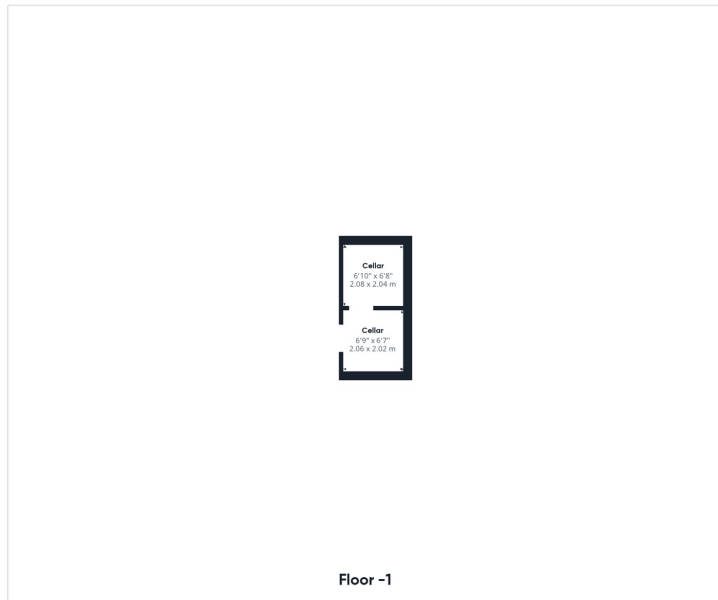 Cellar
6'10" x 6'8"
2.08 x 2.04 m
Cellar
6'9" x 6'7"
2.06 x 2.02 m
Floor -1